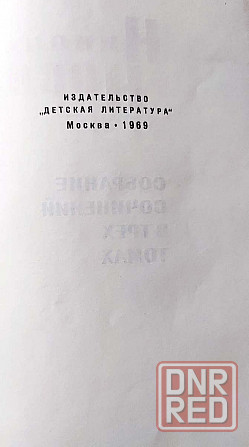 ИЗДАТЕЛЬСТВО
„ДЕТСКАЯ ЛИТЕРАТУРА"
Москва • 1969
СОБРАНИЕ
СОЧИНЕНИЙ
В ТРЕХ
ТОМАХ
DNR
RED